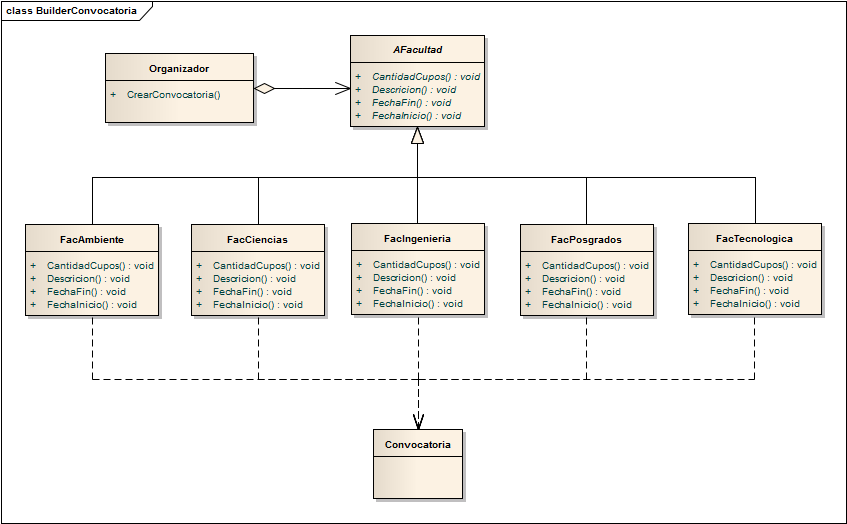 class BuilderConvocatoria
Organizador
+ CrearConvocatoria()
AFacultad
+ CantidadCupos() : void
+ Descricion() : void
+ FechaFin() : void
+ FechaInicio() : void
FacAmbiente
+ CantidadCupos() : void
+ Descricion() : void
+ FechaFin() : void
+ FechaInicio() : void
FacCiencias
+ CantidadCupos() : void
+ Descricion() : void
+ FechaFin() : void
+ FechaInicio() : void
FacIngenieria
+ CantidadCupos() : void
+ Descricion() : void
+ FechaFin() : void
+ FechaInicio() : void
FacPosgrados
+ CantidadCupos() : void
+ Descricion() : void
+ FechaFin() : void
+ FechaInicio() : void
FacTecnologica
+ CantidadCupos() : void
+ Descricion() : void
+ FechaFin() : void
+ FechaInicio() : void
Convocatoria